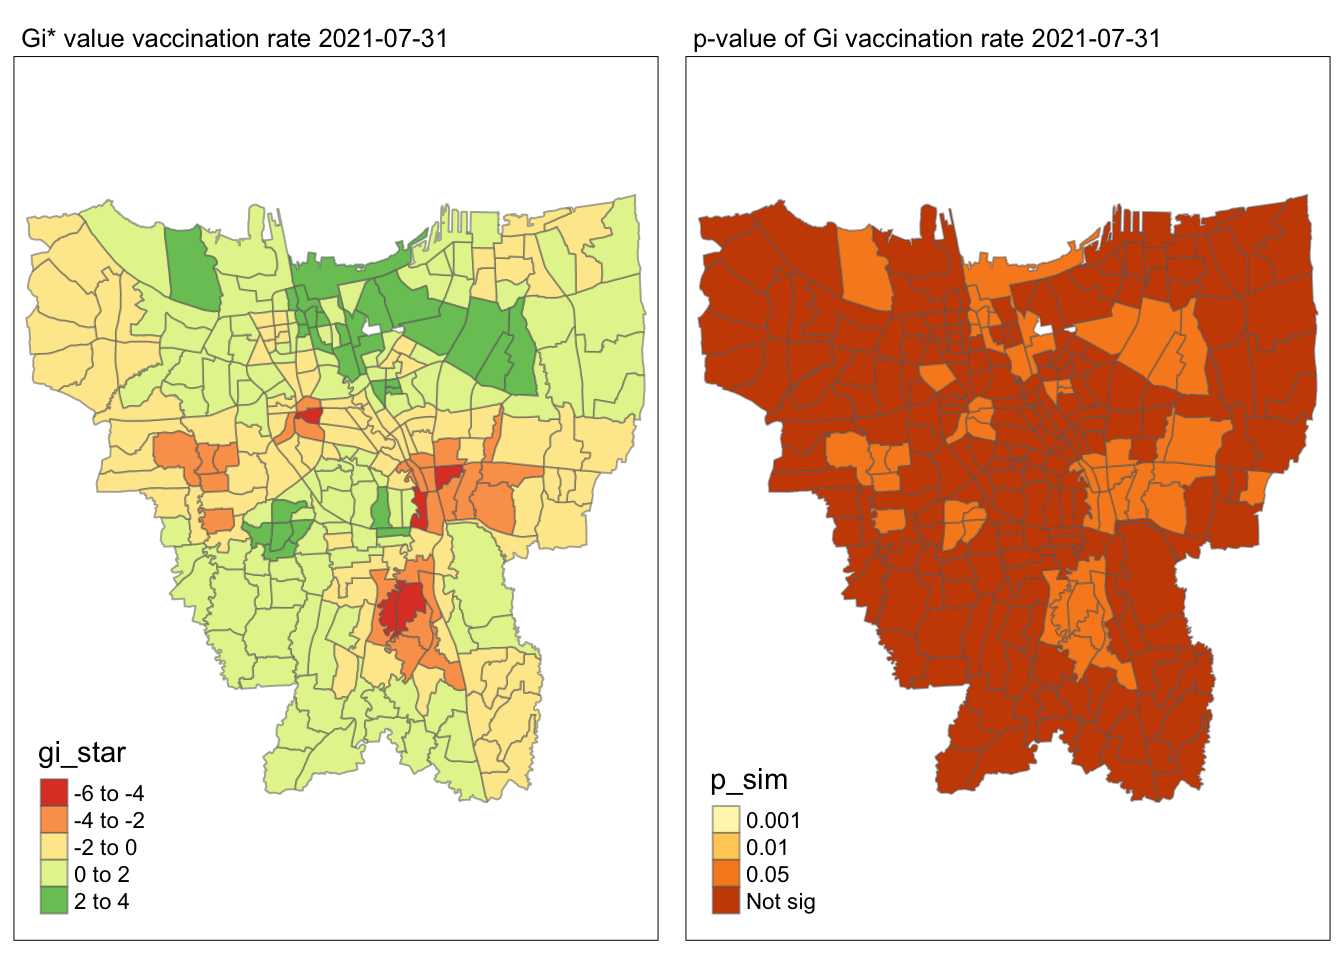 Gi* value vaccination rate 2021-07-31
gi_star
-6 to -4
-4 to -2
-2 to 0
0 to 2
2 to 4
p-value of Gi vaccination rate 2021-07-31
p_sim
0.001
0.01
0.05
Not sig